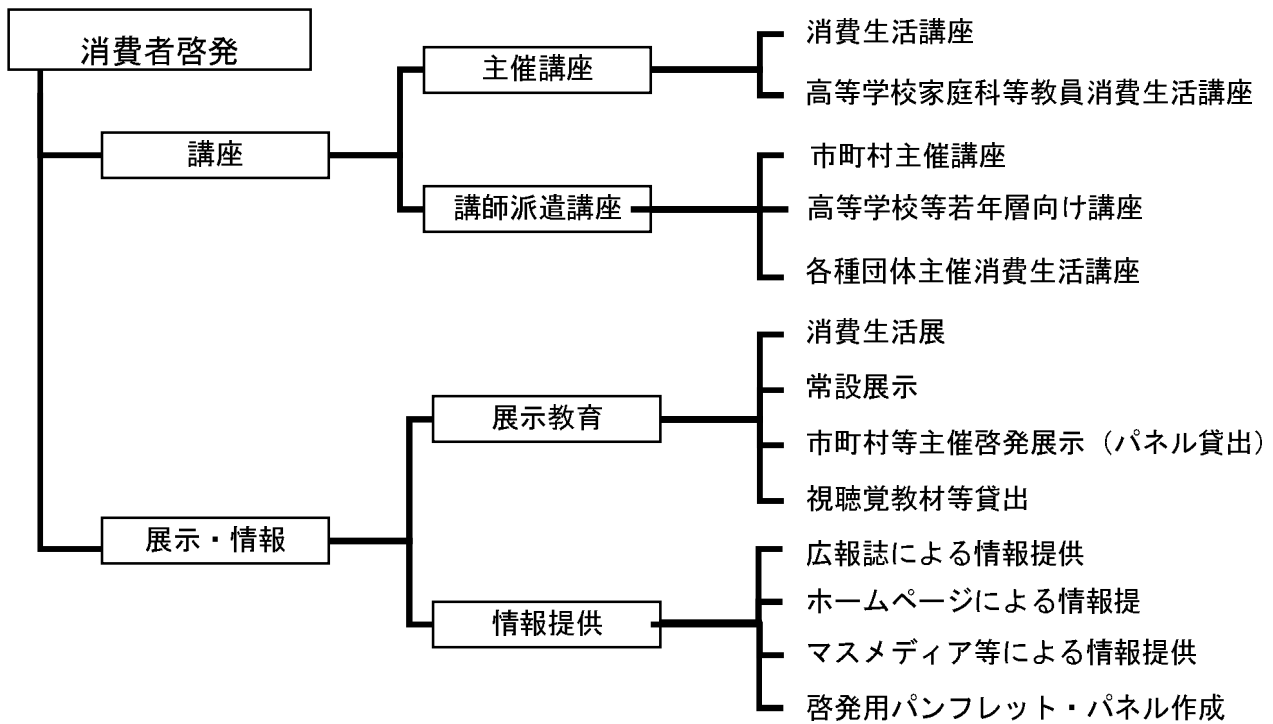 消費者啓発
講座
主催講座
消費生活講座
高等学校家庭科等教員消費生活講座
講師派遣講座
市町村主催講座
高等学校等若年層向け講座
各種団体主催消費生活講座
展示・情報
展示教育
消費生活展
常設展示
市町村等主催啓発展示（パネル貸出）
視聴覚教材等貸出
情報提供
広報誌による情報提供
ホームページによる情報提
マスメディア等による情報提供
啓発用パンフレット・パネル作成